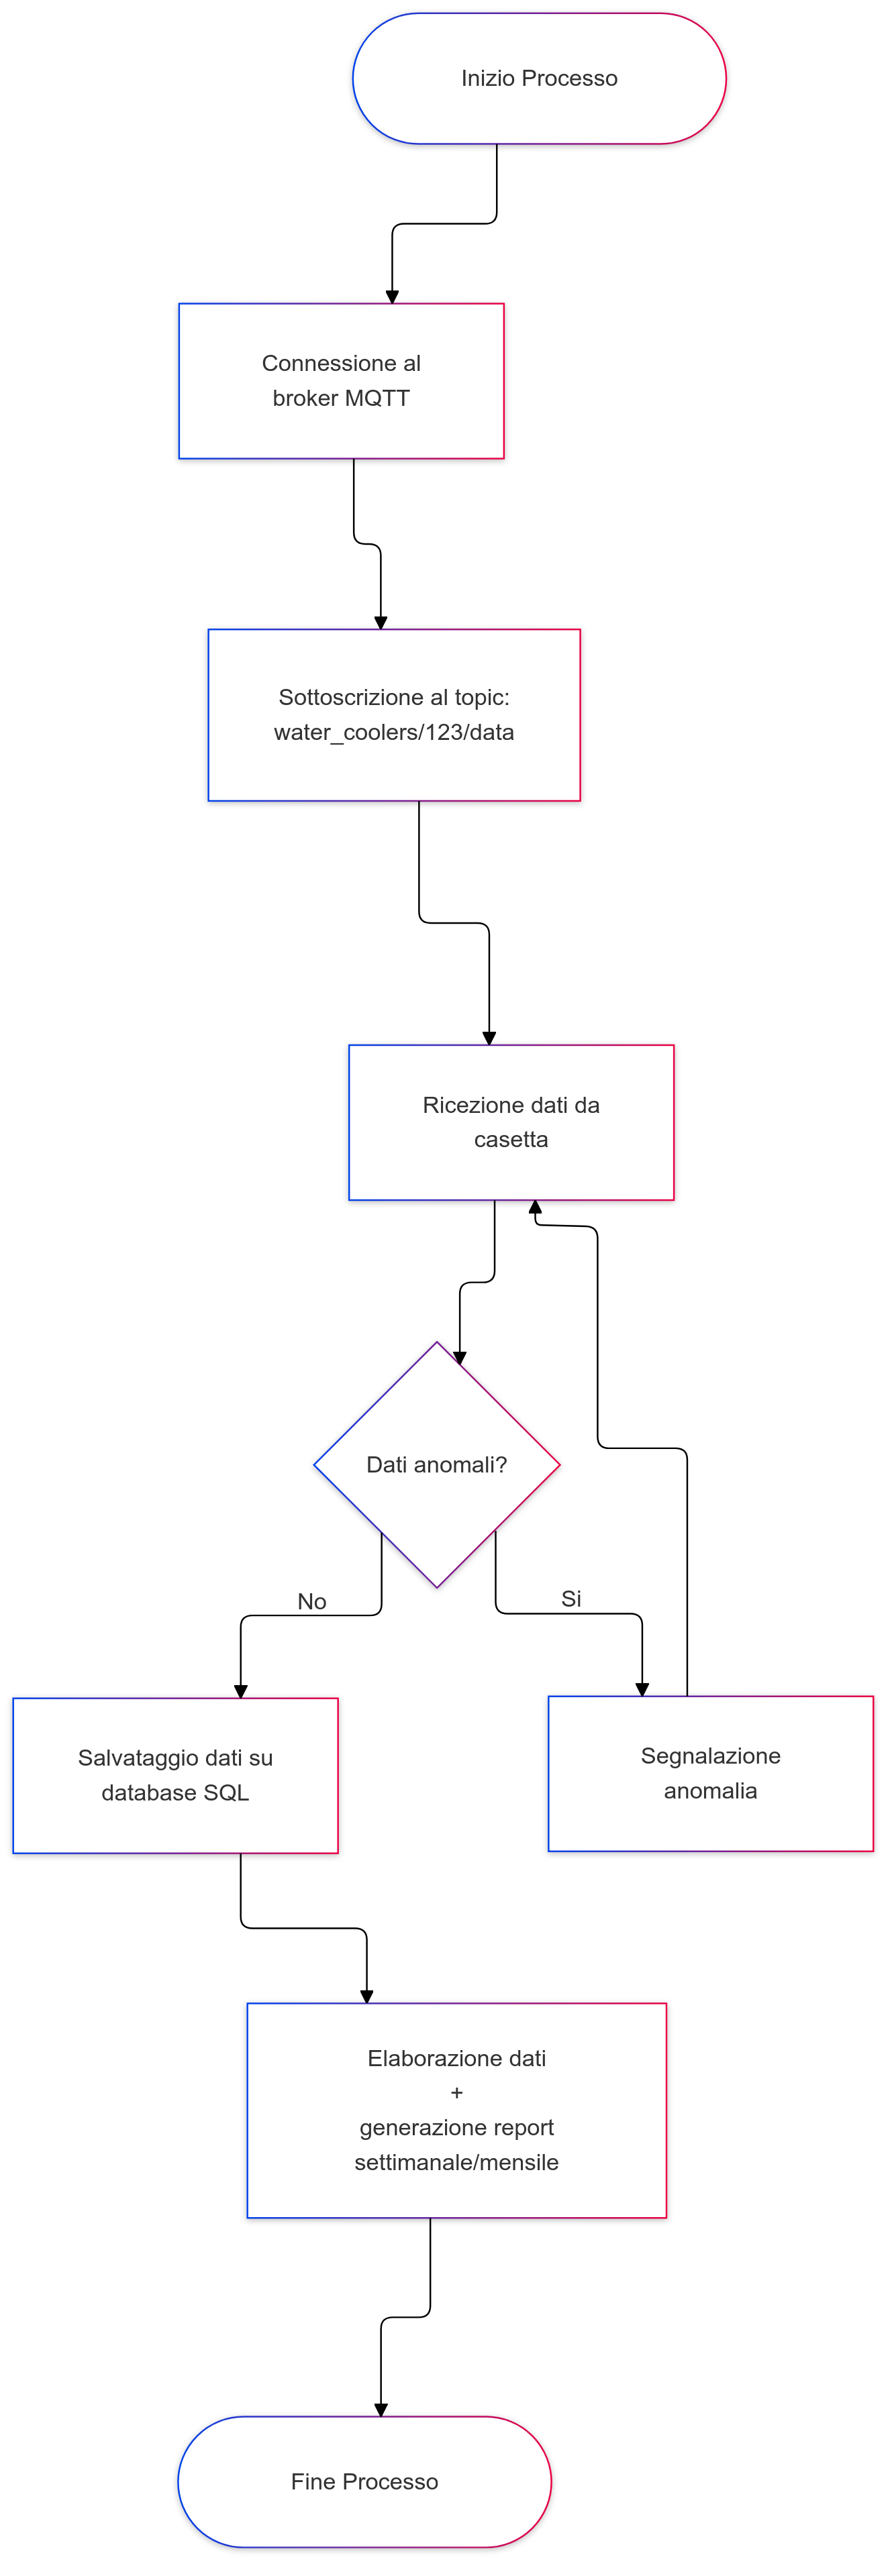 Inizio Processo
Connessione al
broker MQTT
Sottoscrizione al topic:
water_coolers/123/data
Ricezione dati da
casetta
Dati anomali?
No
Si
Salvataggio dati su
database SQL
Segnalazione
anomalia
Elaborazione dati
+
generazione report
settimanale/mensile
Fine Processo